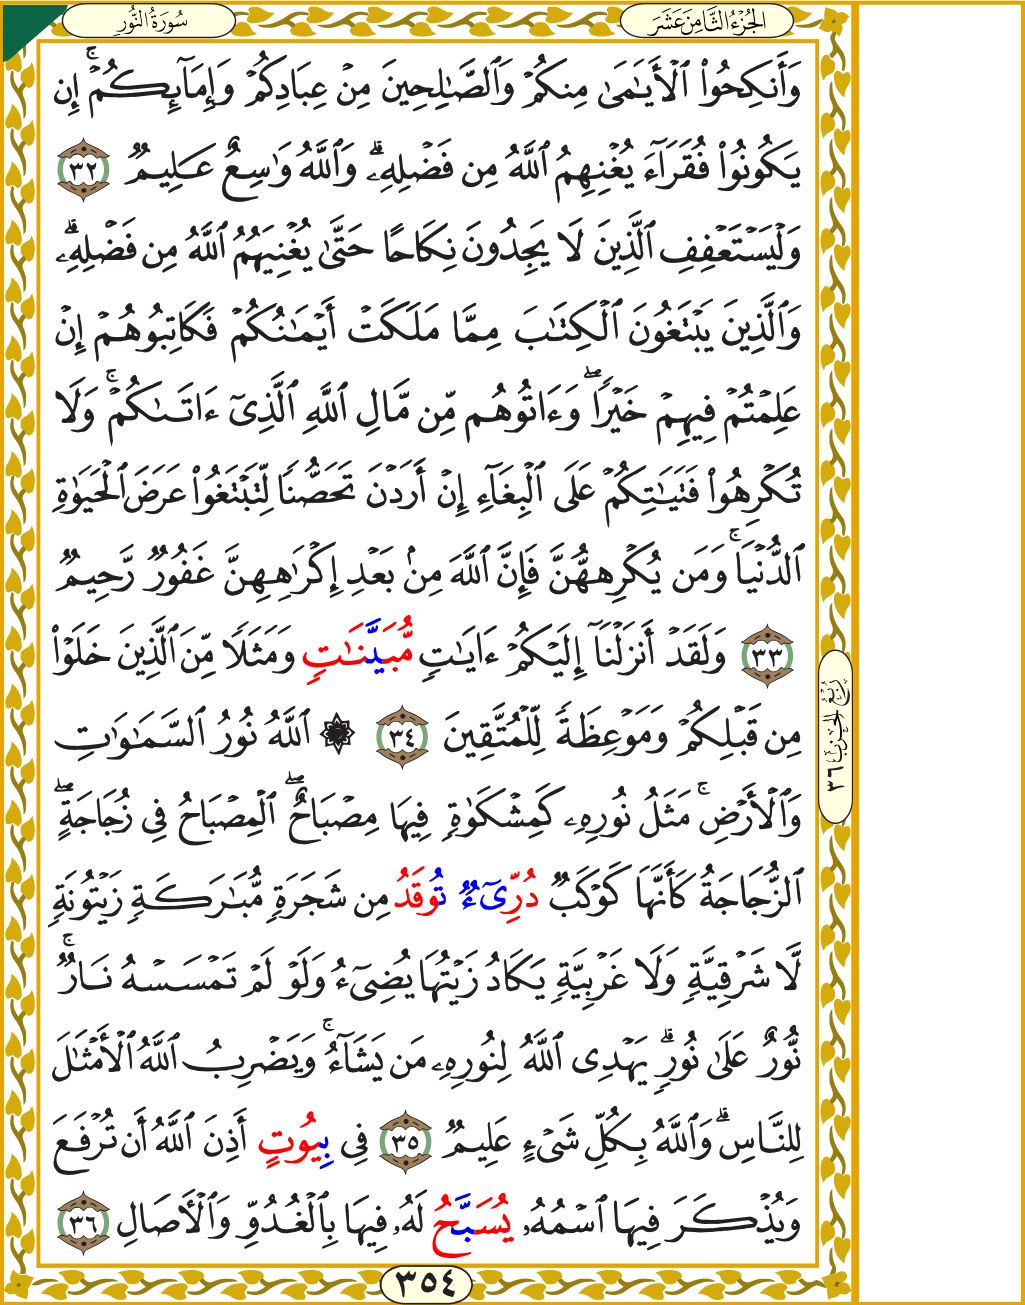 سُورَةُ النُّورِ
الجُزْءُ الثَّامِنَ عَشَرَ
وَأَنكِحُوا۟ ٱلْأَيَـٰمَىٰ مِنكُمْ وَٱلصَّـٰلِحِينَ مِنْ عِبَادِكُمْ وَإِمَآئِكُمْ ۚ إِن
يَكُونُوا۟ فُقَرَآءَ يُغْنِهِمُ ٱللَّهُ مِن فَضْلِهِۦ ۗ وَٱللَّهُ وَٰسِعٌ عَلِيمٌ ٣٢
وَلْيَسْتَعْفِفِ ٱلَّذِينَ لَا يَجِدُونَ نِكَاحًا حَتَّىٰ يُغْنِيَهُمُ ٱللَّهُ مِن فَضْلِهِۦ ۗ
وَٱلَّذِينَ يَبْتَغُونَ ٱلْكِتَـٰبَ مِمَّا مَلَكَتْ أَيْمَـٰنُكُمْ فَكَاتِبُوهُمْ إِنْ
عَلِمْتُمْ فِيهِمْ خَيْرًا ۖ وَءَاتُوهُم مِّن مَّالِ ٱللَّهِ ٱلَّذِىٓ ءَاتَىٰكُمْ ۚ وَلَا
تُكْرِهُوا۟ فَتَيَـٰتِكُمْ عَلَى ٱلْبِغَآءِ إِنْ أَرَدْنَ تَحَصُّنًا لِّتَبْتَغُوا۟ عَرَضَ ٱلْحَيَوٰةِ
ٱلدُّنْيَا ۚ وَمَن يُكْرِههُّنَّ فَإِنَّ ٱللَّهَ مِنۢ بَعْدِ إِكْرَٰهِهِنَّ غَفُورٌ رَّحِيمٌ
٣٣ وَلَقَدْ أَنزَلْنَآ إِلَيْكُمْ ءَايَـٰتٍ مُّبَيَّنَـٰتٍ وَمَثَلًا مِّنَ ٱلَّذِينَ خَلَوْا۟
مِن قَبْلِكُمْ وَمَوْعِظَةً لِّلْمُتَّقِينَ ٣٤ ۞ ٱللَّهُ نُورُ ٱلسَّمَـٰوَٰتِ
وَٱلْأَرْضِ ۚ مَثَلُ نُورِهِۦ كَمِشْكَوٰةٍ فِيهَا مِصْبَاحٌ ۖ ٱلْمِصْبَاحُ فِى زُجَاجَةٍ ۖ
ٱلزُّجَاجَةُ كَأَنَّهَا كَوْكَبٌ دُرِّىٓءٌ تُوقَدُ مِن شَجَرَةٍ مُّبَـٰرَكَةٍ زَيْتُونَةٍ
لَّا شَرْقِيَّةٍ وَلَا غَرْبِيَّةٍ يَكَادُ زَيْتُهَا يُضِىٓءُ وَلَوْ لَمْ تَمْسَسْهُ نَارٌ ۚ
نُّورٌ عَلَىٰ نُورٍ ۗ يَهْدِى ٱللَّهُ لِنُورِهِۦ مَن يَشَآءُ ۚ وَيَضْرِبُ ٱللَّهُ ٱلْأَمْثَـٰلَ
لِلنَّاسِ ۗ وَٱللَّهُ بِكُلِّ شَىْءٍ عَلِيمٌ ٣٥ فِى بِيُوتٍ أَذِنَ ٱللَّهُ أَن تُرْفَعَ
وَيُذْكَرَ فِيهَا ٱسْمُهُۥ يُسَبَّحُ لَهُۥ فِيهَا بِٱلْغُدُوِّ وَٱلْـَٔاصَالِ ٣٦
رُبْعُ الحِزْبِ ٣٦
٣٥٤